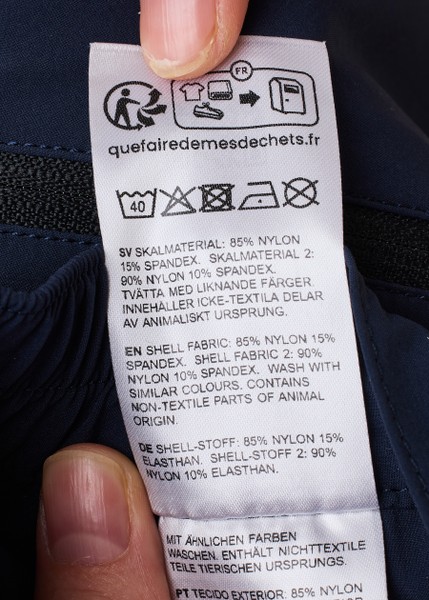 FR
quefairedemesdechets.fr
40
SV SKALMATERIAL: 85% NYLON
15% SPANDEX. SKALMATERIAL 2:
90% NYLON 10% SPANDEX.
TVÄTTA MED LIKNANDE FÄRGER.
INNEHÅLLER ICKE-TEXTILA DELAR
AV ANIMALISKT URSPRUNG.
EN SHELL FABRIC: 85% NYLON 15%
SPANDEX. SHELL FABRIC 2: 90%
NYLON 10% SPANDEX. WASH WITH
SIMILAR COLOURS. CONTAINS
NON-TEXTILE PARTS OF ANIMAL
ORIGIN.
DE SHELL-STOFF: 85% NYLON 15%
ELASTHAN. SHELL-STOFF 2: 90%
NYLON 10% ELASTHAN.
MIT ÄHNLICHEN FARBEN
WASCHEN. ENTHÄLT NICHTTEXTILE
TEILE TIERISCHEN URSPRUNGS.
PT TECIDO EXTERIOR: 85% NYLON